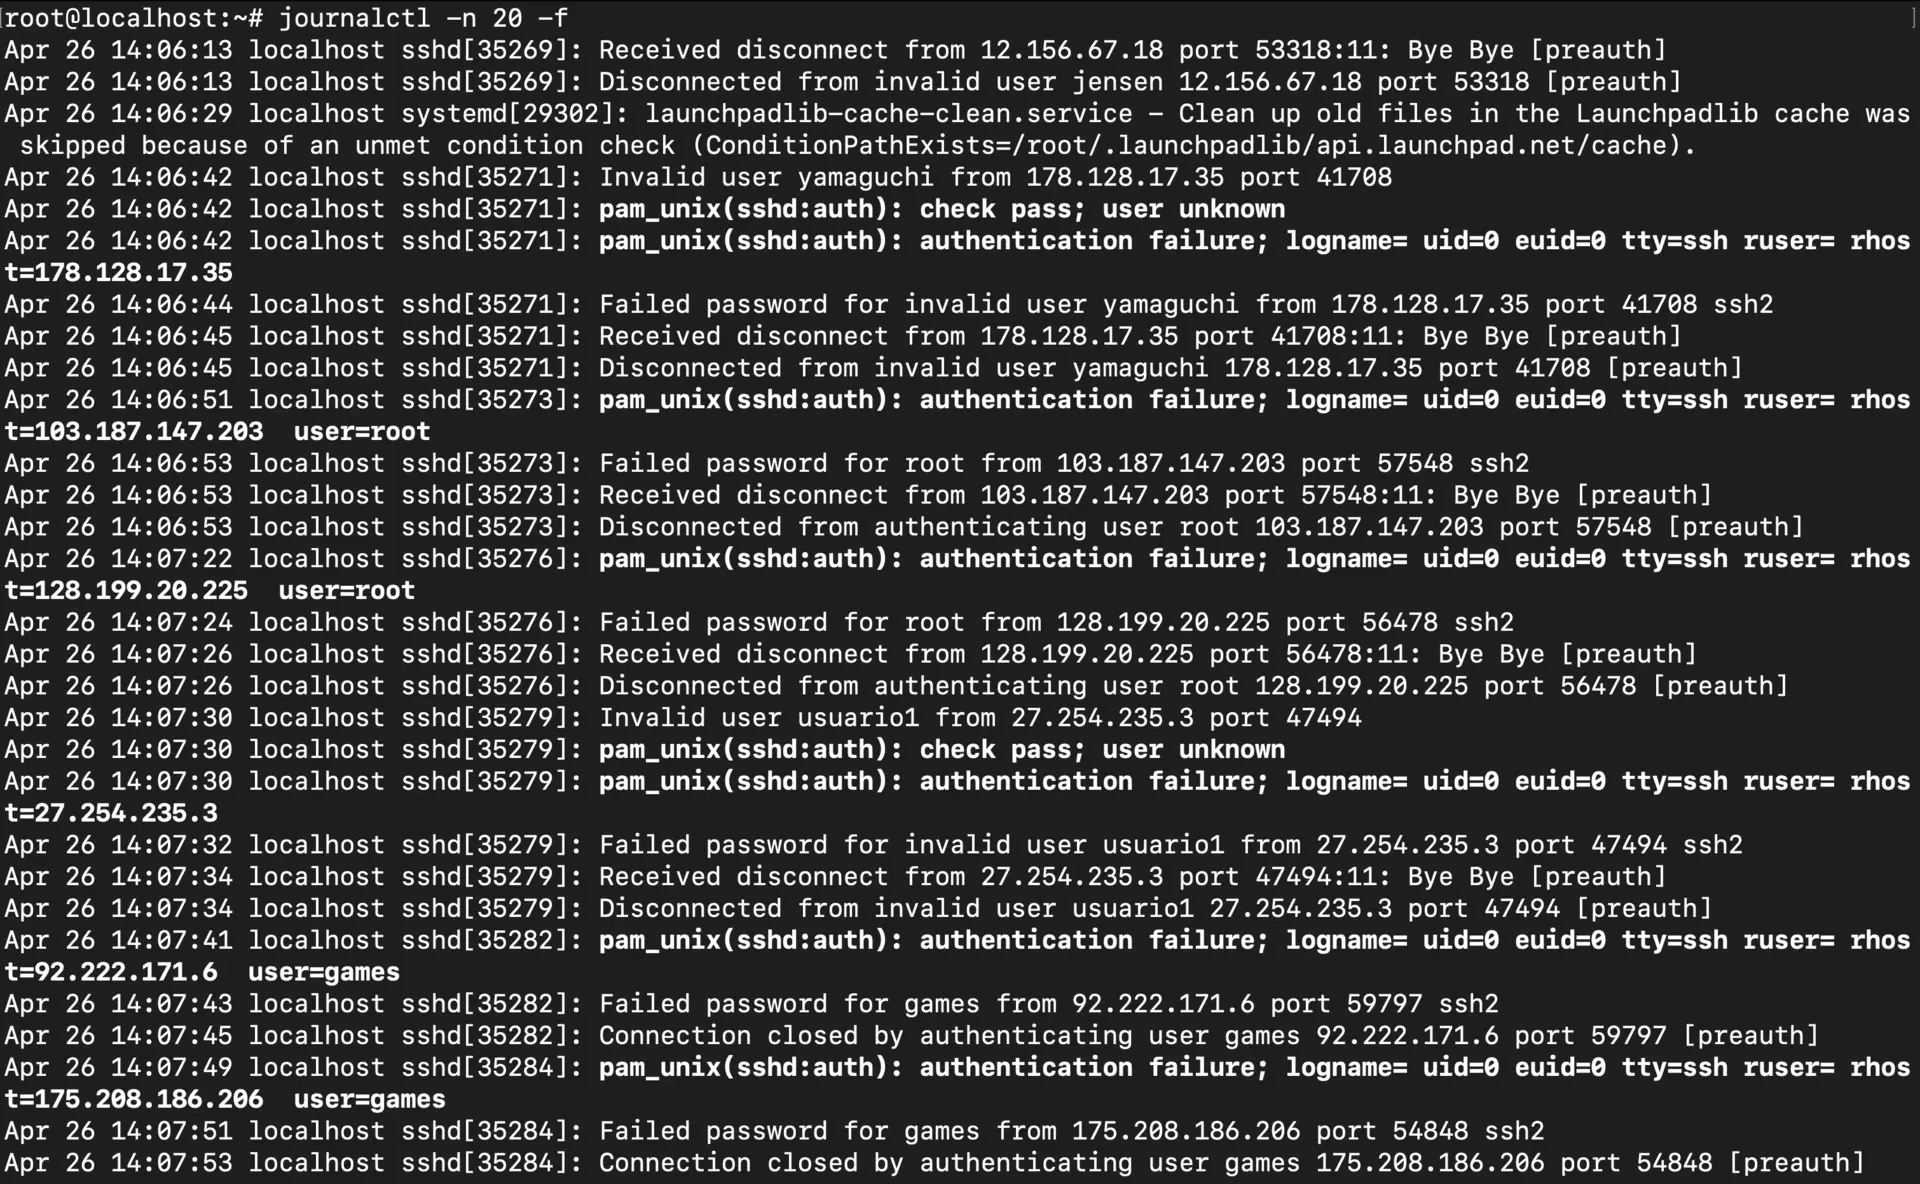 [root@localhost:~# journalctl -n 20 -f ]
Apr 26 14:06:13 localhost sshd[35269]: Received disconnect from 12.156.67.18 port 53318:11: Bye Bye [preauth]
Apr 26 14:06:13 localhost sshd[35269]: Disconnected from invalid user jensen 12.156.67.18 port 53318 [preauth]
Apr 26 14:06:29 localhost systemd[29302]: launchpadlib-cache-clean.service - Clean up old files in the Launchpadlib cache was
 skipped because of an unmet condition check (ConditionPathExists=/root/.launchpadlib/api.launchpad.net/cache).
Apr 26 14:06:42 localhost sshd[35271]: Invalid user yamaguchi from 178.128.17.35 port 41708
Apr 26 14:06:42 localhost sshd[35271]: pam_unix(sshd:auth): check pass; user unknown
Apr 26 14:06:42 localhost sshd[35271]: pam_unix(sshd:auth): authentication failure; logname= uid=0 euid=0 tty=ssh ruser= rhos
t=178.128.17.35
Apr 26 14:06:44 localhost sshd[35271]: Failed password for invalid user yamaguchi from 178.128.17.35 port 41708 ssh2
Apr 26 14:06:45 localhost sshd[35271]: Received disconnect from 178.128.17.35 port 41708:11: Bye Bye [preauth]
Apr 26 14:06:45 localhost sshd[35271]: Disconnected from invalid user yamaguchi 178.128.17.35 port 41708 [preauth]
Apr 26 14:06:51 localhost sshd[35273]: pam_unix(sshd:auth): authentication failure; logname= uid=0 euid=0 tty=ssh ruser= rhos
t=103.187.147.203  user=root
Apr 26 14:06:53 localhost sshd[35273]: Failed password for root from 103.187.147.203 port 57548 ssh2
Apr 26 14:06:53 localhost sshd[35273]: Received disconnect from 103.187.147.203 port 57548:11: Bye Bye [preauth]
Apr 26 14:06:53 localhost sshd[35273]: Disconnected from authenticating user root 103.187.147.203 port 57548 [preauth]
Apr 26 14:07:22 localhost sshd[35276]: pam_unix(sshd:auth): authentication failure; logname= uid=0 euid=0 tty=ssh ruser= rhos
t=128.199.20.225  user=root
Apr 26 14:07:24 localhost sshd[35276]: Failed password for root from 128.199.20.225 port 56478 ssh2
Apr 26 14:07:26 localhost sshd[35276]: Received disconnect from 128.199.20.225 port 56478:11: Bye Bye [preauth]
Apr 26 14:07:26 localhost sshd[35276]: Disconnected from authenticating user root 128.199.20.225 port 56478 [preauth]
Apr 26 14:07:30 localhost sshd[35279]: Invalid user usuario1 from 27.254.235.3 port 47494
Apr 26 14:07:30 localhost sshd[35279]: pam_unix(sshd:auth): check pass; user unknown
Apr 26 14:07:30 localhost sshd[35279]: pam_unix(sshd:auth): authentication failure; logname= uid=0 euid=0 tty=ssh ruser= rhos
t=27.254.235.3
Apr 26 14:07:32 localhost sshd[35279]: Failed password for invalid user usuario1 from 27.254.235.3 port 47494 ssh2
Apr 26 14:07:34 localhost sshd[35279]: Received disconnect from 27.254.235.3 port 47494:11: Bye Bye [preauth]
Apr 26 14:07:34 localhost sshd[35279]: Disconnected from invalid user usuario1 27.254.235.3 port 47494 [preauth]
Apr 26 14:07:41 localhost sshd[35282]: pam_unix(sshd:auth): authentication failure; logname= uid=0 euid=0 tty=ssh ruser= rhos
t=92.222.171.6  user=games
Apr 26 14:07:43 localhost sshd[35282]: Failed password for games from 92.222.171.6 port 59797 ssh2
Apr 26 14:07:45 localhost sshd[35282]: Connection closed by authenticating user games 92.222.171.6 port 59797 [preauth]
Apr 26 14:07:49 localhost sshd[35284]: pam_unix(sshd:auth): authentication failure; logname= uid=0 euid=0 tty=ssh ruser= rhos
t=175.208.186.206  user=games
Apr 26 14:07:51 localhost sshd[35284]: Failed password for games from 175.208.186.206 port 54848 ssh2
Apr 26 14:07:53 localhost sshd[35284]: Connection closed by authenticating user games 175.208.186.206 port 54848 [preauth]